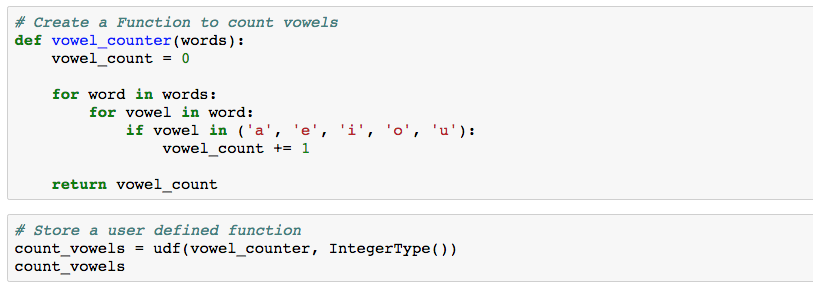 # Create a Function to count vowels
def vowel_counter(words):
    vowel_count = 0
    for word in words:
        for vowel in word:
            if vowel in ('a', 'e', 'i', 'o', 'u'):
                vowel_count += 1
    return vowel_count
# Store a user defined function
count_vowels = udf(vowel_counter, IntegerType())
count_vowels